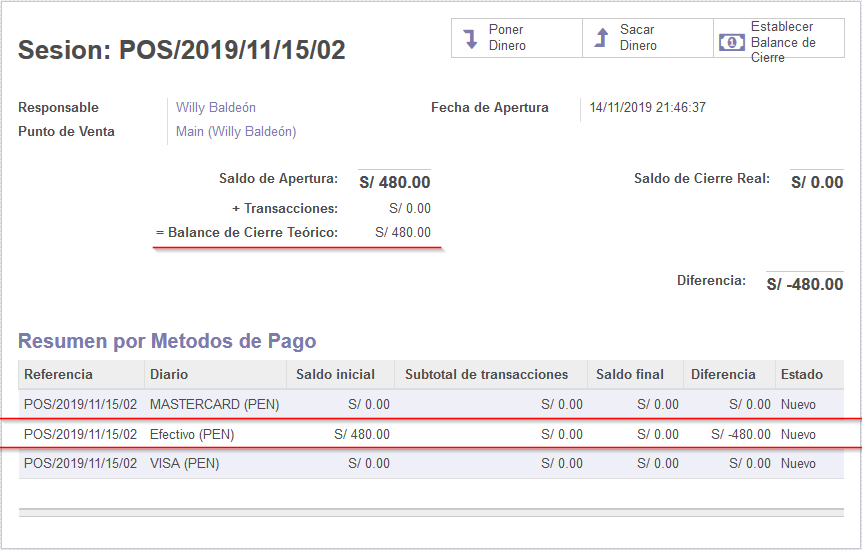 Sesion: POS/2019/11/15/02
Poner
Dinero
Sacar
Dinero
Establecer
Balance de
Cierre
Responsable Willy Baldeón
Punto de Venta Main (Willy Baldeón)
Fecha de Apertura 14/11/2019 21:46:37
Saldo de Apertura: S/ 480.00
+ Transacciones: S/ 0.00
= Balance de Cierre Teórico: S/ 480.00
Saldo de Cierre Real: S/ 0.00
Diferencia: S/ -480.00
Resumen por Metodos de Pago
Referencia Diario Saldo inicial Subtotal de transacciones Saldo final Diferencia Estado
POS/2019/11/15/02 MASTERCARD (PEN) S/ 0.00 S/ 0.00 S/ 0.00 S/ 0.00 Nuevo
POS/2019/11/15/02 Efectivo (PEN) S/ 480.00 S/ 0.00 S/ 0.00 S/ -480.00 Nuevo
POS/2019/11/15/02 VISA (PEN) S/ 0.00 S/ 0.00 S/ 0.00 S/ 0.00 Nuevo